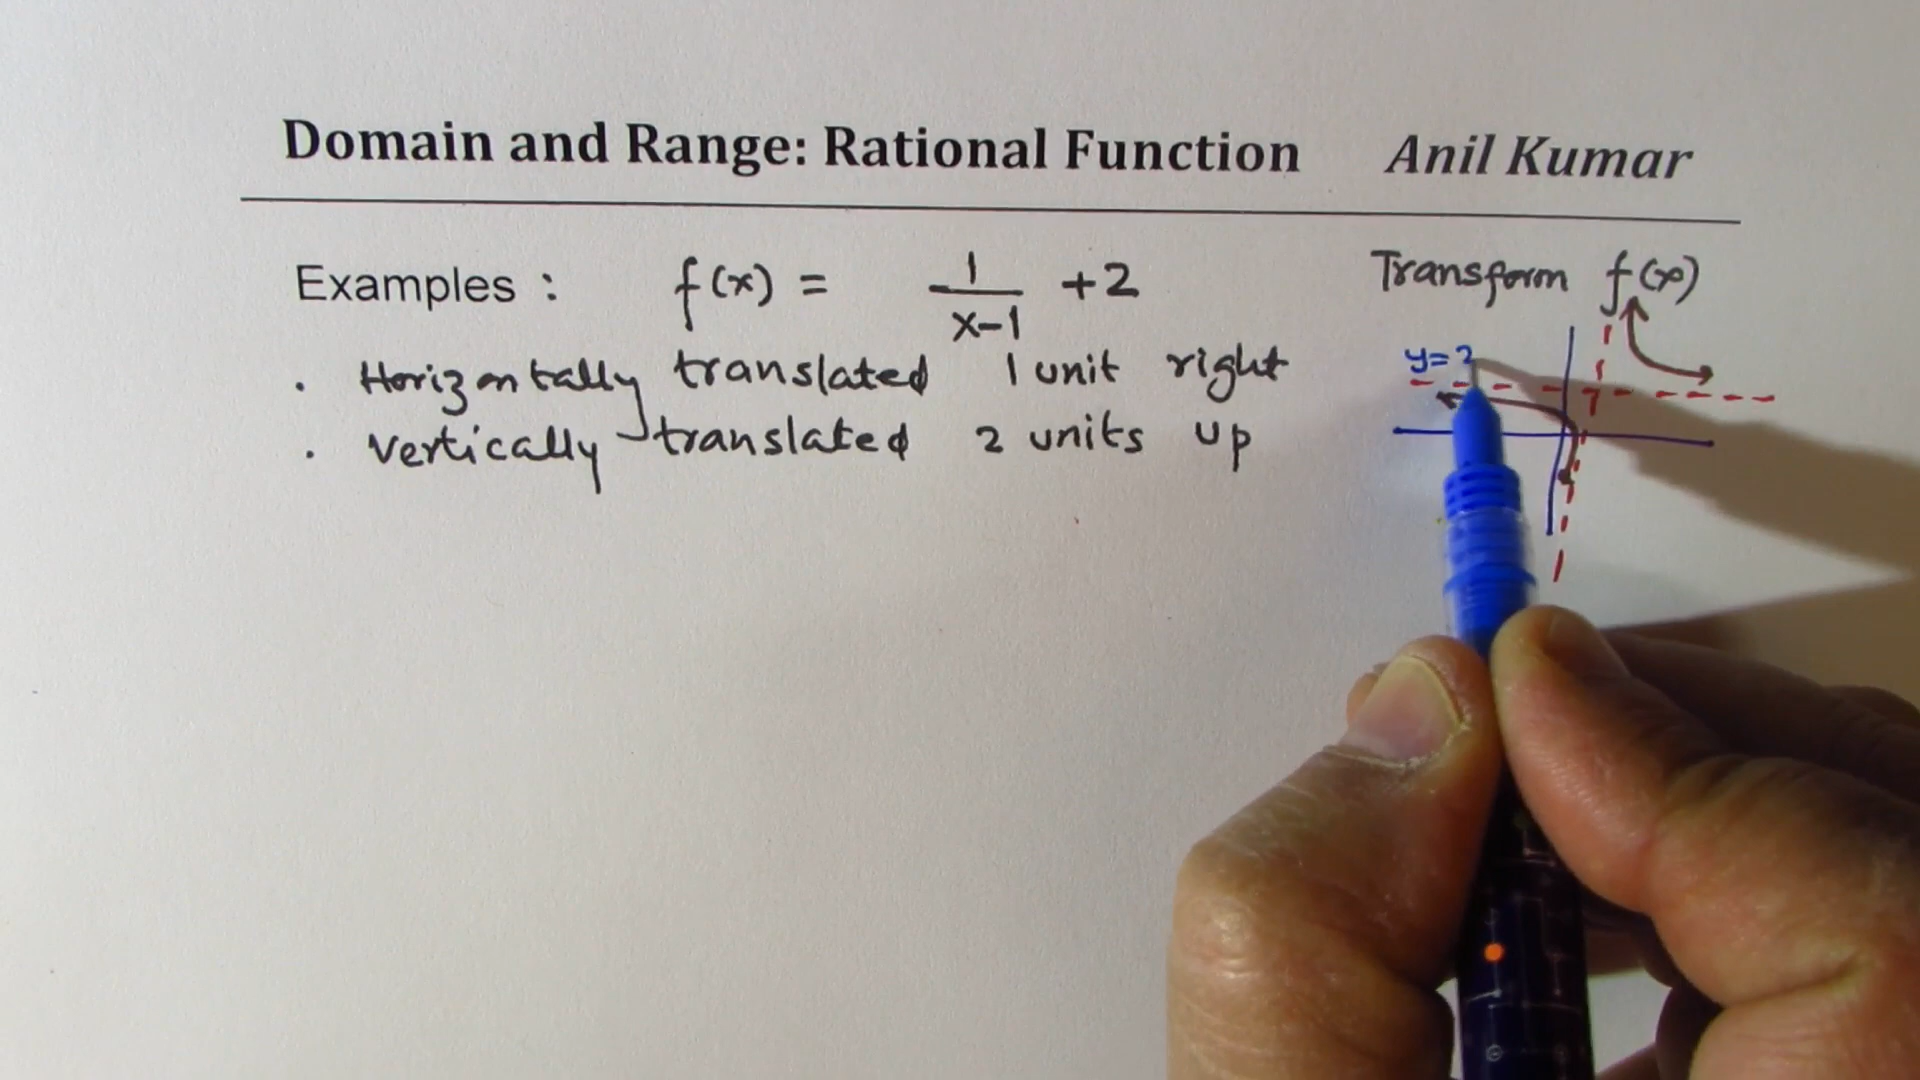 Domain and Range: Rational Function Anil Kumar
Examples : f(x) = 1/(x-1) +2 Transform f(x)
y=2
. Horizontally translated 1 unit right
. Vertically translated 2 units up